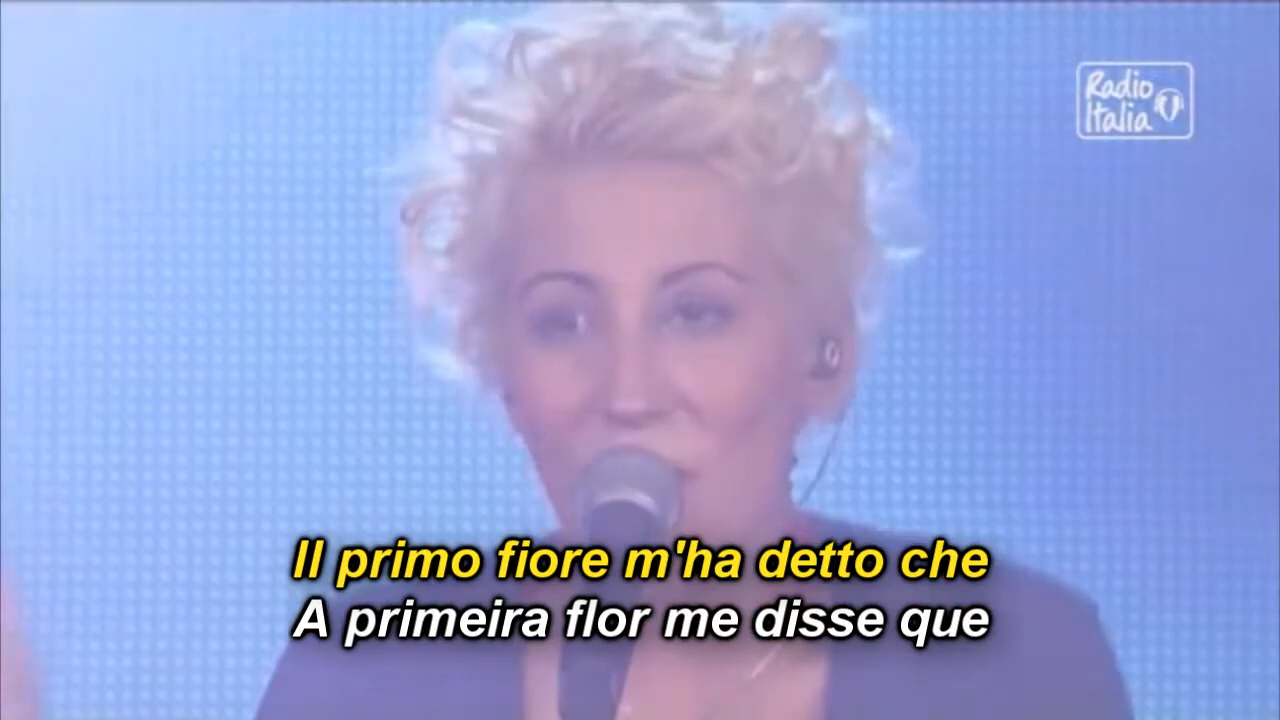 Radio
Italia
Il primo fiore m'ha detto che
A primeira flor me disse que